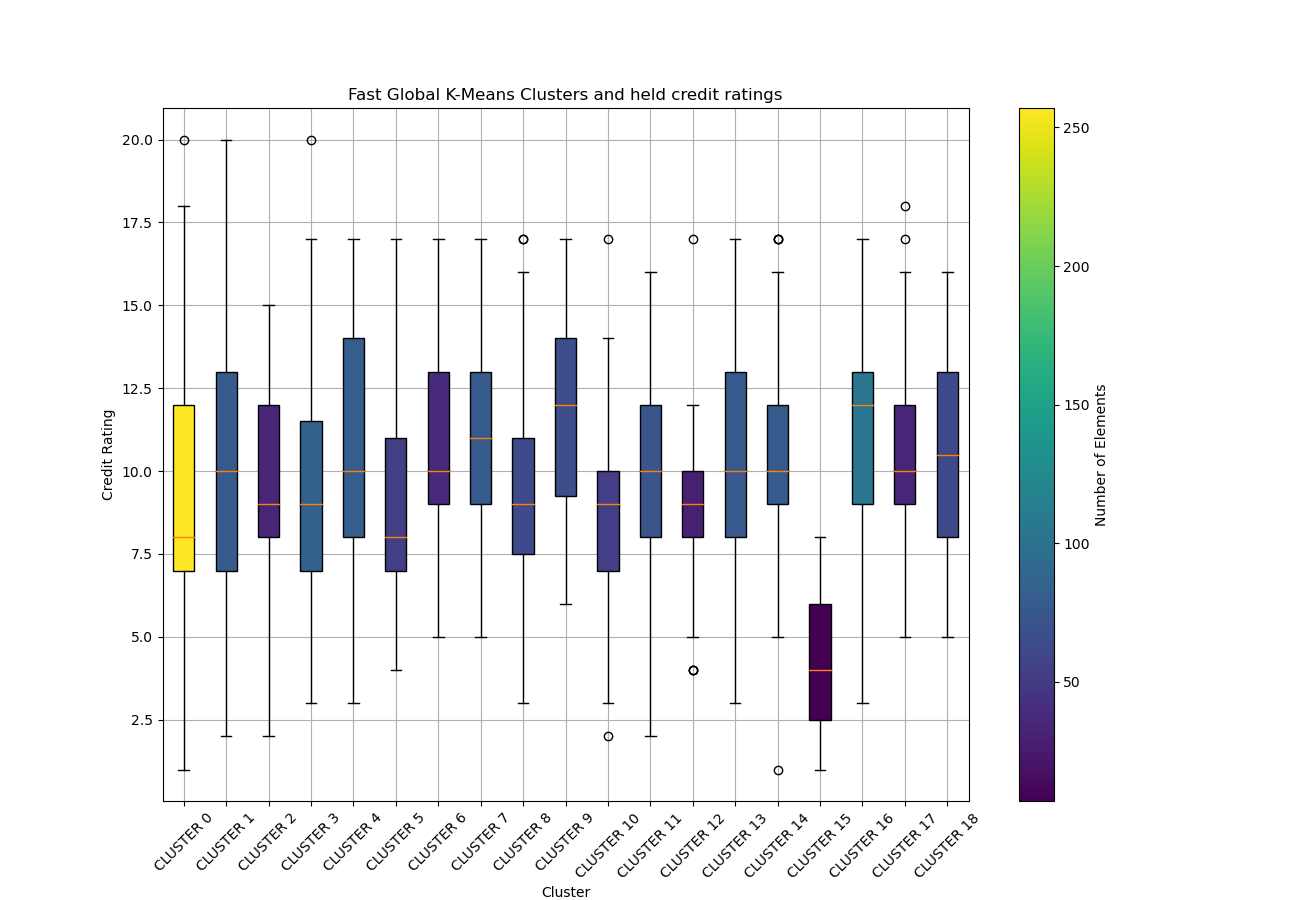 Fast Global K-Means Clusters and held credit ratings
Credit Rating
20.0
17.5
15.0
12.5
10.0
7.5
5.0
2.5
CLUSTER 0
CLUSTER 1
CLUSTER 2
CLUSTER 3
CLUSTER 4
CLUSTER 5
CLUSTER 6
CLUSTER 7
CLUSTER 8
CLUSTER 9
CLUSTER 10
CLUSTER 11
CLUSTER 12
CLUSTER 13
CLUSTER 14
CLUSTER 15
CLUSTER 16
CLUSTER 17
CLUSTER 18
Cluster
250
200
150
100
50
Number of Elements